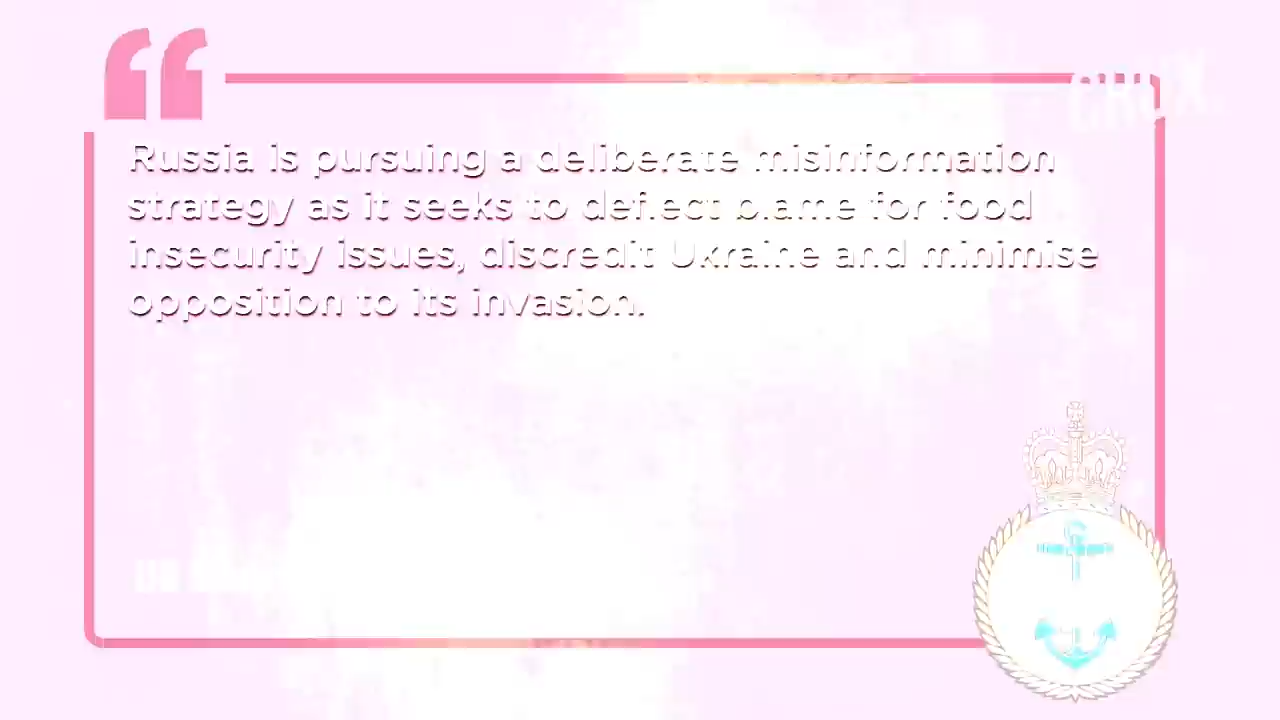 CRUX
Russia is pursuing a deliberate misinformation
strategy as it seeks to deflect blame for food
insecurity issues, discredit Ukraine and minimise
opposition to its invasion.